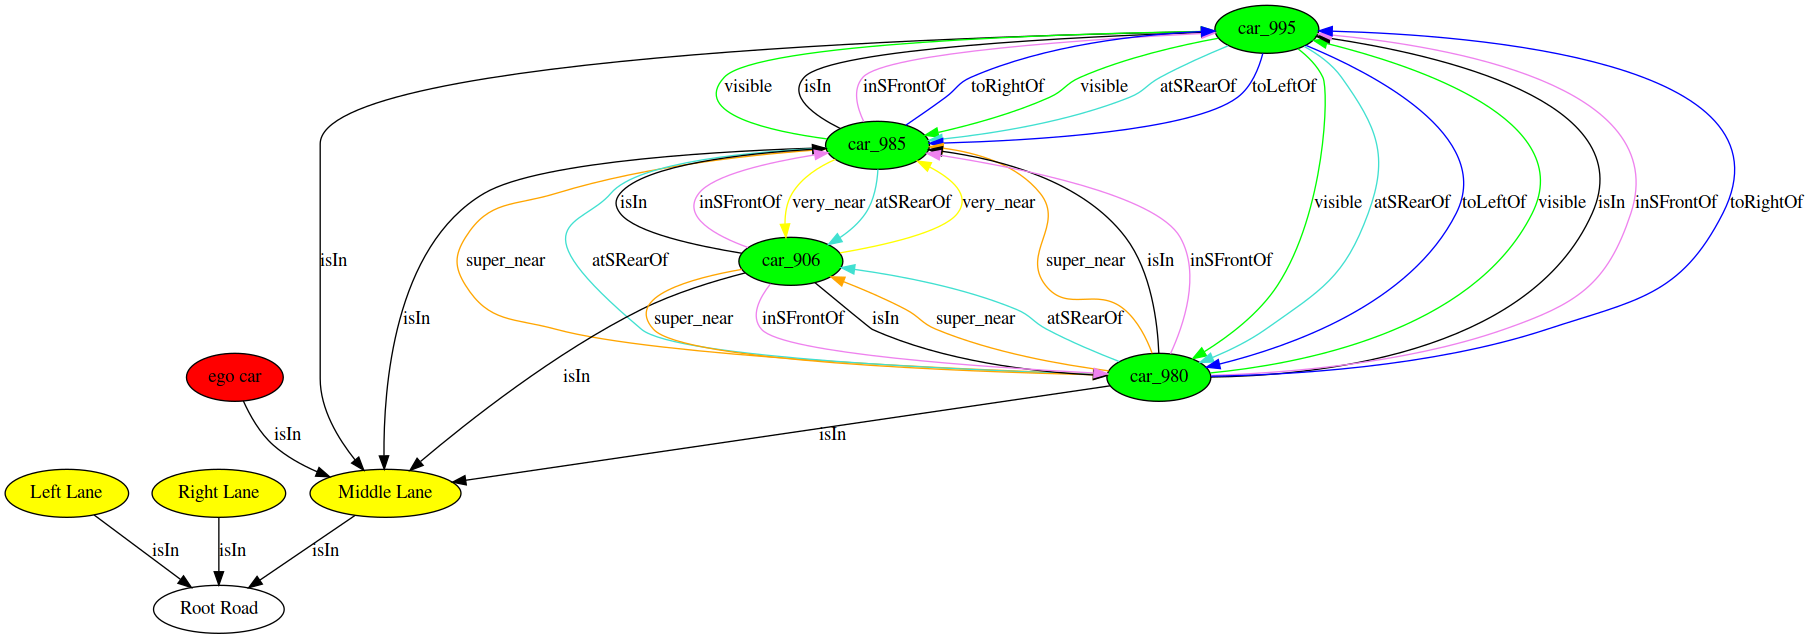 car_995
visible
isIn
inSFrontOf
toRightOf
visible
atSRearOf
toLeftOf
car_985
isIn
inSFrontOf
very_near
atSRearOf
very_near
visible
atSRearOf
toLeftOf
visible
isIn
inSFrontOf
toRightOf
isIn
super_near
atSRearOf
car_906
super_near
isIn
inSFrontOf
isIn
super_near
inSFrontOf
isIn
super_near
atSRearOf
ego car
isIn
car_980
isIn
isIn
Left Lane
Right Lane
Middle Lane
isIn
isIn
isIn
Root Road